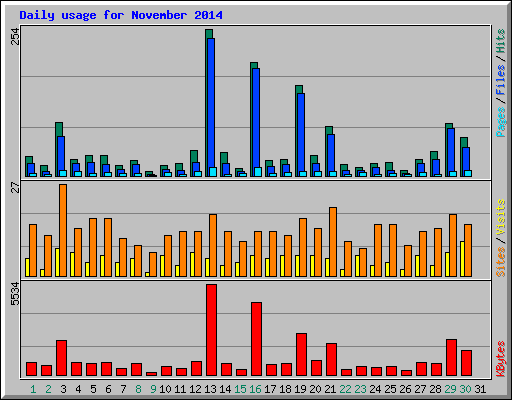 Daily usage for November 2014
254
Pages / Files / Hits
27
Sites / Visits
5534
KBytes
1 2 3 4 5 6 7 8 9 10 11 12 13 14 15 16 17 18 19 20 21 22 23 24 25 26 27 28 29 30 31